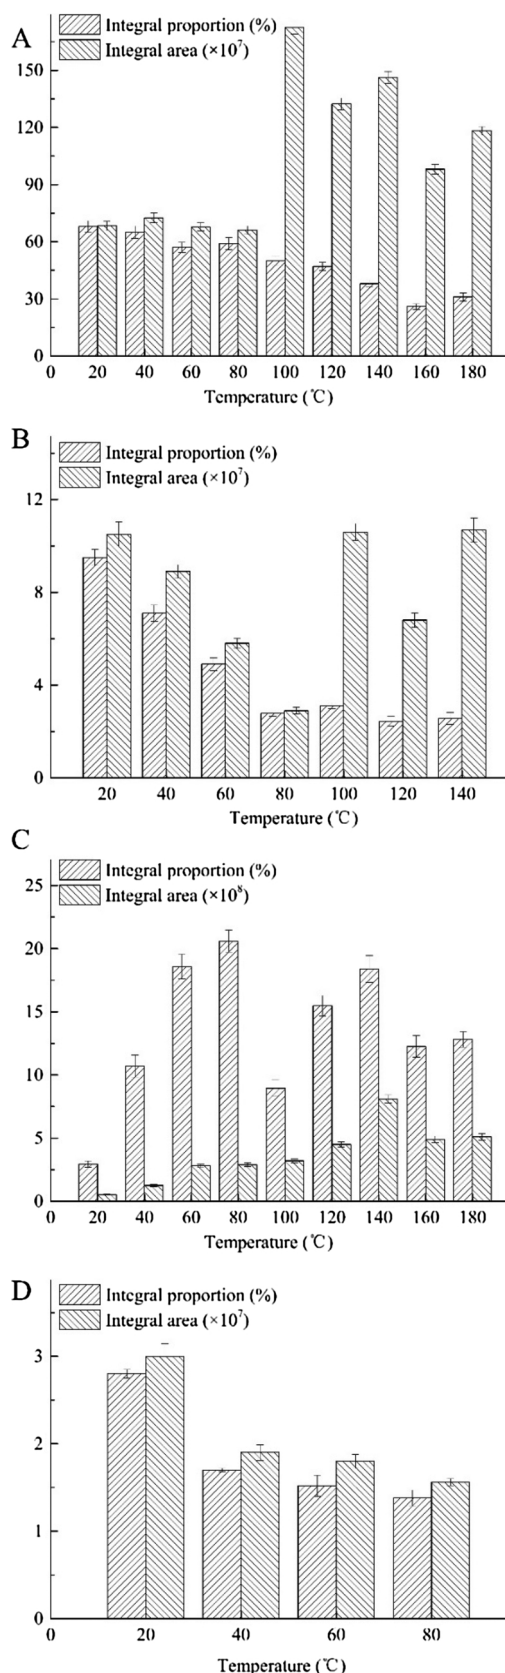 A
Integral proportion (%)
Integral area (×10⁷)
150
120
90
60
30
0
0 20 40 60 80 100 120 140 160 180
Temperature (℃)
B
Integral proportion (%)
Integral area (×10⁷)
12
8
4
0
20 40 60 80 100 120 140
Temperature (℃)
C
Integral proportion (%)
Integral area (×10⁸)
25
20
15
10
5
0
0 20 40 60 80 100 120 140 160 180
Temperature (℃)
D
Integral proportion (%)
Integral area (×10⁷)
3
2
1
0
0 20 40 60 80
Temperature (℃)